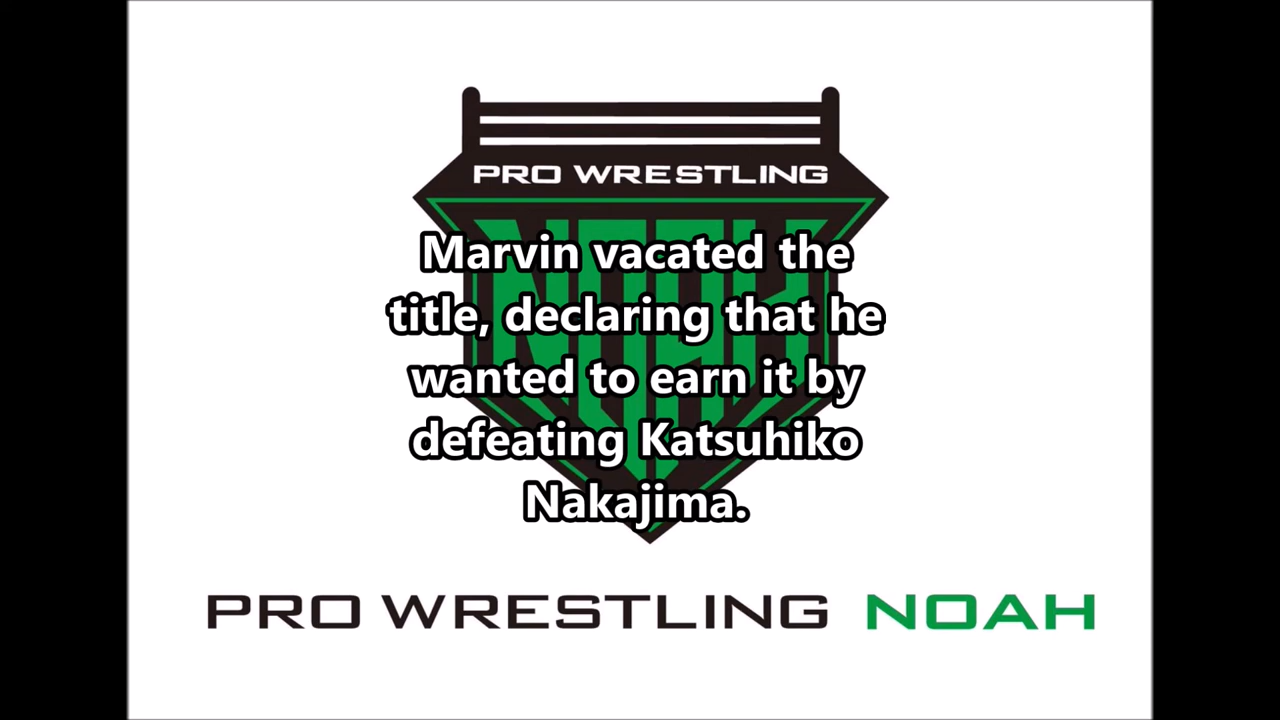 PRO WRESTLING
NOAH
Marvin vacated the
title, declaring that he
wanted to earn it by
defeating Katsuhiko
Nakajima.
PRO WRESTLING NOAH